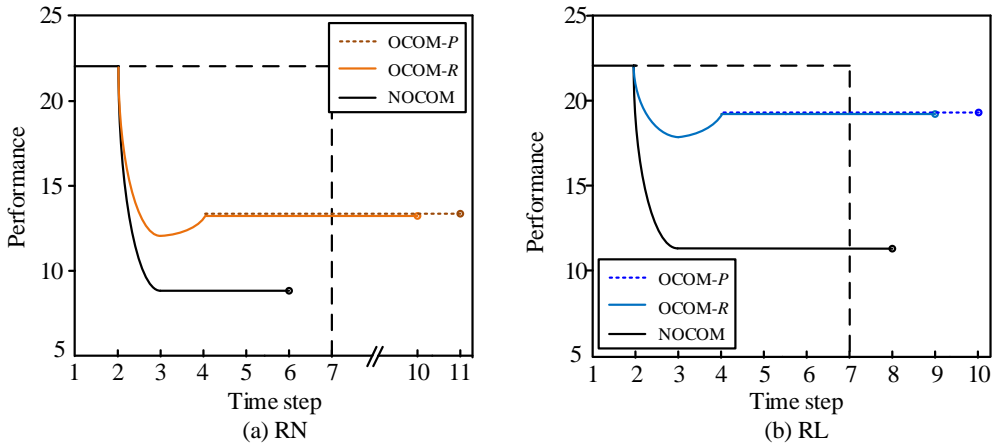 25
20
15
10
5
Performance
OCOM-P
OCOM-R
NOCOM
1 2 3 4 5 6 7 10 11
Time step
(a) RN
25
20
15
10
5
Performance
OCOM-P
OCOM-R
NOCOM
1 2 3 4 5 6 7 8 9 10
Time step
(b) RL